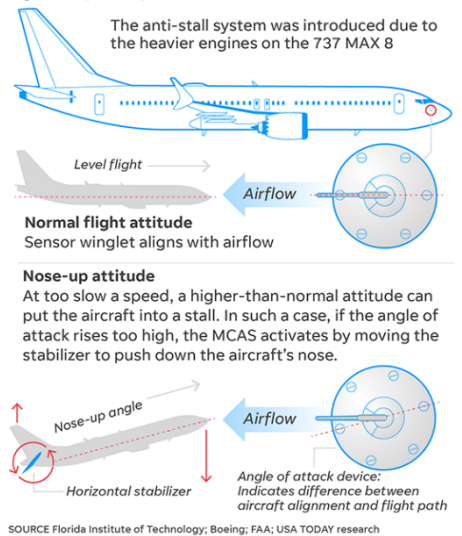 The anti-stall system was introduced due to
the heavier engines on the 737 MAX 8
Level flight
Airflow
Normal flight attitude
Sensor winglet aligns with airflow
Nose-up attitude
At too slow a speed, a higher-than-normal attitude can
put the aircraft into a stall. In such a case, if the angle of
attack rises too high, the MCAS activates by moving the
stabilizer to push down the aircraft’s nose.
Nose-up angle
Airflow
Horizontal stabilizer
Angle of attack device:
Indicates difference between
aircraft alignment and flight path
SOURCE Florida Institute of Technology; Boeing; FAA; USA TODAY research